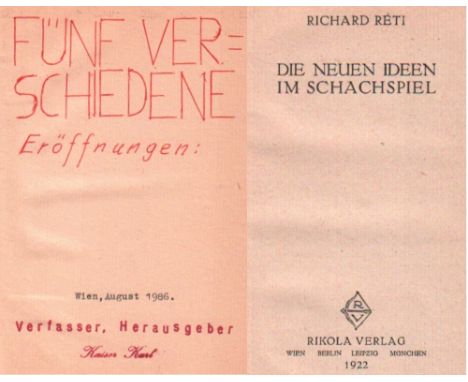 FÜNF VER=
SCHIEDENE
Eröffnungen:
Wien, August 1986.
Verfasser, Herausgeber
Kaiser Karl
RICHARD RÉTI
DIE NEUEN IDEEN
IM SCHACHSPIEL
R
V
RIKOLA VERLAG
WIEN BERLIN LEIPZIG MÜNCHEN
1922